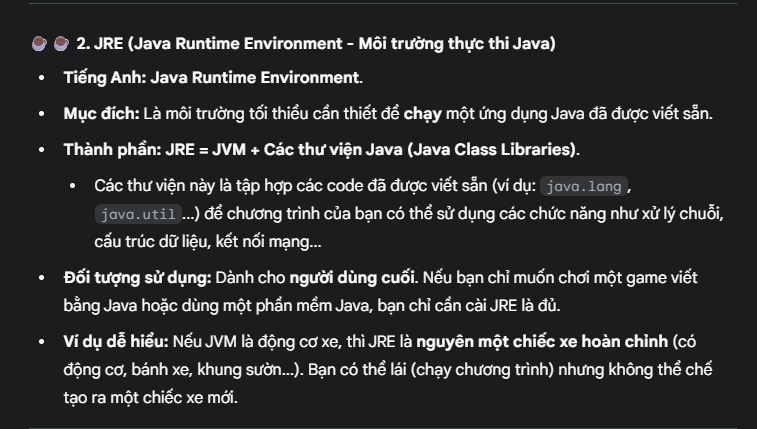 2. JRE (Java Runtime Environment - Môi trường thực thi Java)
• Tiếng Anh: Java Runtime Environment.
• Mục đích: Là môi trường tối thiểu cần thiết để chạy một ứng dụng Java đã được viết sẵn.
• Thành phần: JRE = JVM + Các thư viện Java (Java Class Libraries).
• Các thư viện này là tập hợp các code đã được viết sẵn (ví dụ: java.lang,
java.util...) để chương trình của bạn có thể sử dụng các chức năng như xử lý chuỗi,
cấu trúc dữ liệu, kết nối mạng...
• Đối tượng sử dụng: Dành cho người dùng cuối. Nếu bạn chỉ muốn chơi một game viết
bằng Java hoặc dùng một phần mềm Java, bạn chỉ cần cài JRE là đủ.
• Ví dụ dễ hiểu: Nếu JVM là động cơ xe, thì JRE là nguyên một chiếc xe hoàn chỉnh (có
động cơ, bánh xe, khung sườn...). Bạn có thể lái (chạy chương trình) nhưng không thể chế
tạo ra một chiếc xe mới.